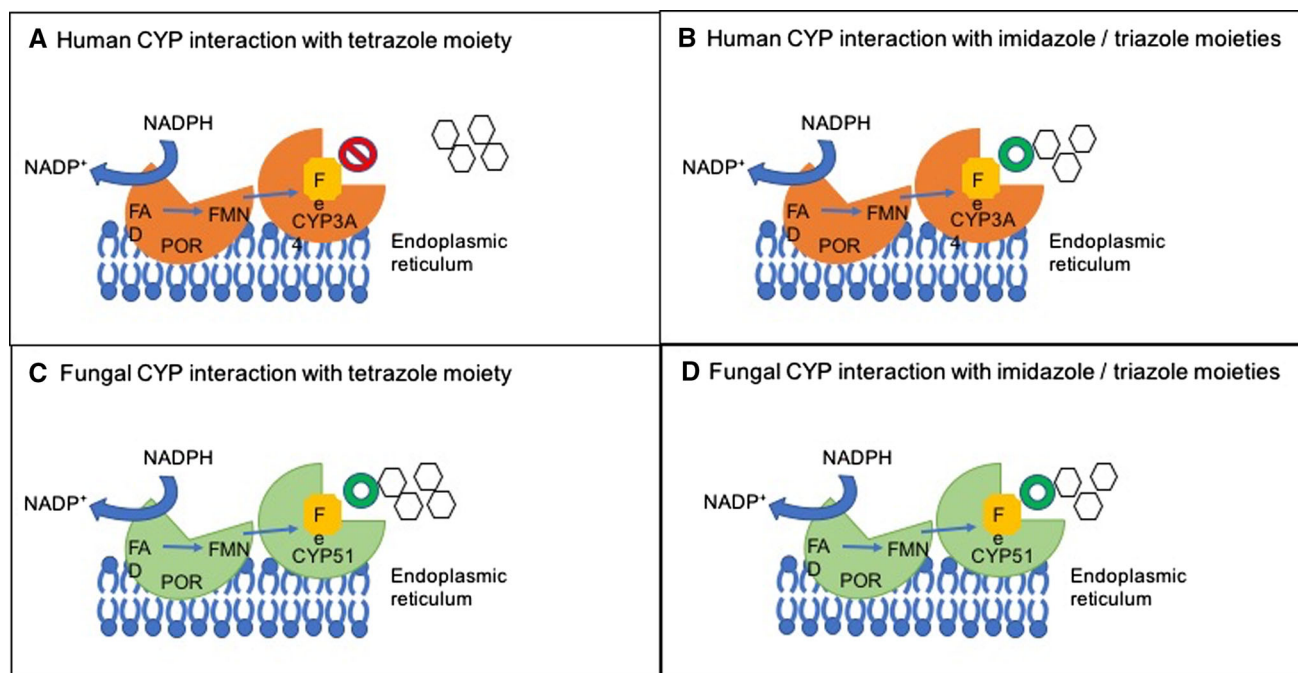 A Human CYP interaction with tetrazole moiety
NADPH
NADP+
F
e
FA
D
FMN
CYP3A
4
POR
Endoplasmic
reticulum
B Human CYP interaction with imidazole / triazole moieties
NADPH
NADP+
F
e
FA
D
FMN
CYP3A
4
POR
Endoplasmic
reticulum
C Fungal CYP interaction with tetrazole moiety
NADPH
NADP+
F
e
FA
D
FMN
CYP51
POR
Endoplasmic
reticulum
D Fungal CYP interaction with imidazole / triazole moieties
NADPH
NADP+
F
e
FA
D
FMN
CYP51
POR
Endoplasmic
reticulum